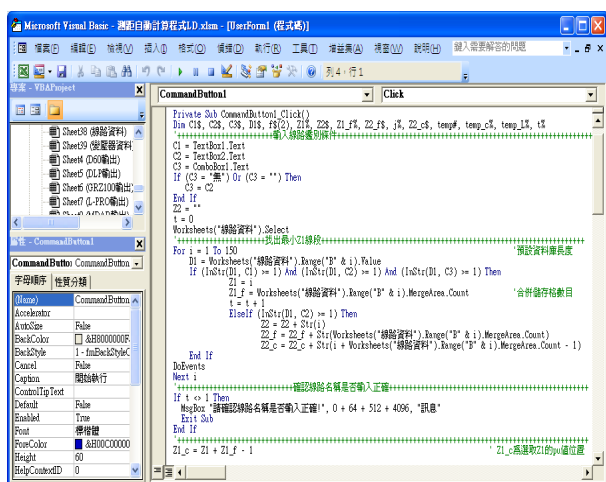 Microsoft Visual Basic - 測距自動計算程式LD.xlsm - [UserForm1 (程式碼)]
檔案(F) 編輯(E) 檢視(V) 插入(I) 格式(O) 偵錯(D) 執行(R) 工具(T) 增益集(A) 視窗(W) 說明(H) 鍵入需要解答的問題
列4，行1
專案 - VBAProject
Sheet38 (線路資料)
Sheet39 (變壓器資料)
Sheet4 (D60輸出)
Sheet5 (DLP輸出)
Sheet6 (GRZ100輸出)
Sheet7 (L-PRO輸出)
屬性 - CommandButton1
CommandButto: CommandButton
字母順序 性質分類
(Name) CommandButton
Accelerator
AutoSize False
BackColor &H8000000F
BackStyle 1 - fmBackStyleC
Cancel False
Caption 開始執行
ControlTipText
Default False
Enabled True
Font 標楷體
ForeColor &H00C00000
Height 60
HelpContextID 0
CommandButton1 Click
Private Sub CommandButton1_Click()
Dim C1$, C2$, C3$, D1$, f$(2), Z1%, Z2$, Z1_f%, Z2_f$, j%, Z2_c$, temp#, temp_c%, temp_L%, t%
'++++++++++++++++++++輸入線路鑑別條件++++++++++++++++++++
C1 = TextBox1.Text
C2 = TextBox2.Text
C3 = ComboBox1.Text
If (C3 = "無") Or (C3 = "") Then
C3 = C2
End If
Z2 = ""
t = 0
Worksheets("線路資料").Select
'++++++++++++++++++++找出最小Z1線段++++++++++++++++++++
For i = 1 To 150 '預設資料庫長度
D1 = Worksheets("線路資料").Range("B" & i).Value
If (InStr(D1, C1) >= 1) And (InStr(D1, C2) >= 1) And (InStr(D1, C3) >= 1) Then
Z1 = i
Z1_f = Worksheets("線路資料").Range("B" & i).MergeArea.Count '合併儲存格數目
t = t + 1
ElseIf (InStr(D1, C2) >= 1) Then
Z2 = Z2 + Str(i)
Z2_f = Z2_f + Str(Worksheets("線路資料").Range("B" & i).MergeArea.Count)
Z2_c = Z2_c + Str(i + Worksheets("線路資料").Range("B" & i).MergeArea.Count - 1)
End If
DoEvents
Next i
'++++++++++++++++++++確認線路名稱是否輸入正確++++++++++++++++++++
If t <> 1 Then
MsgBox "請確認線路名稱是否輸入正確!", 0 + 64 + 512 + 4096, "訊息"
Exit Sub
End If
'++++++++++++++++++++++++++++++++++++++++
Z1_c = Z1 + Z1_f - 1 ' Z1_c為選取Z1的pu值位置